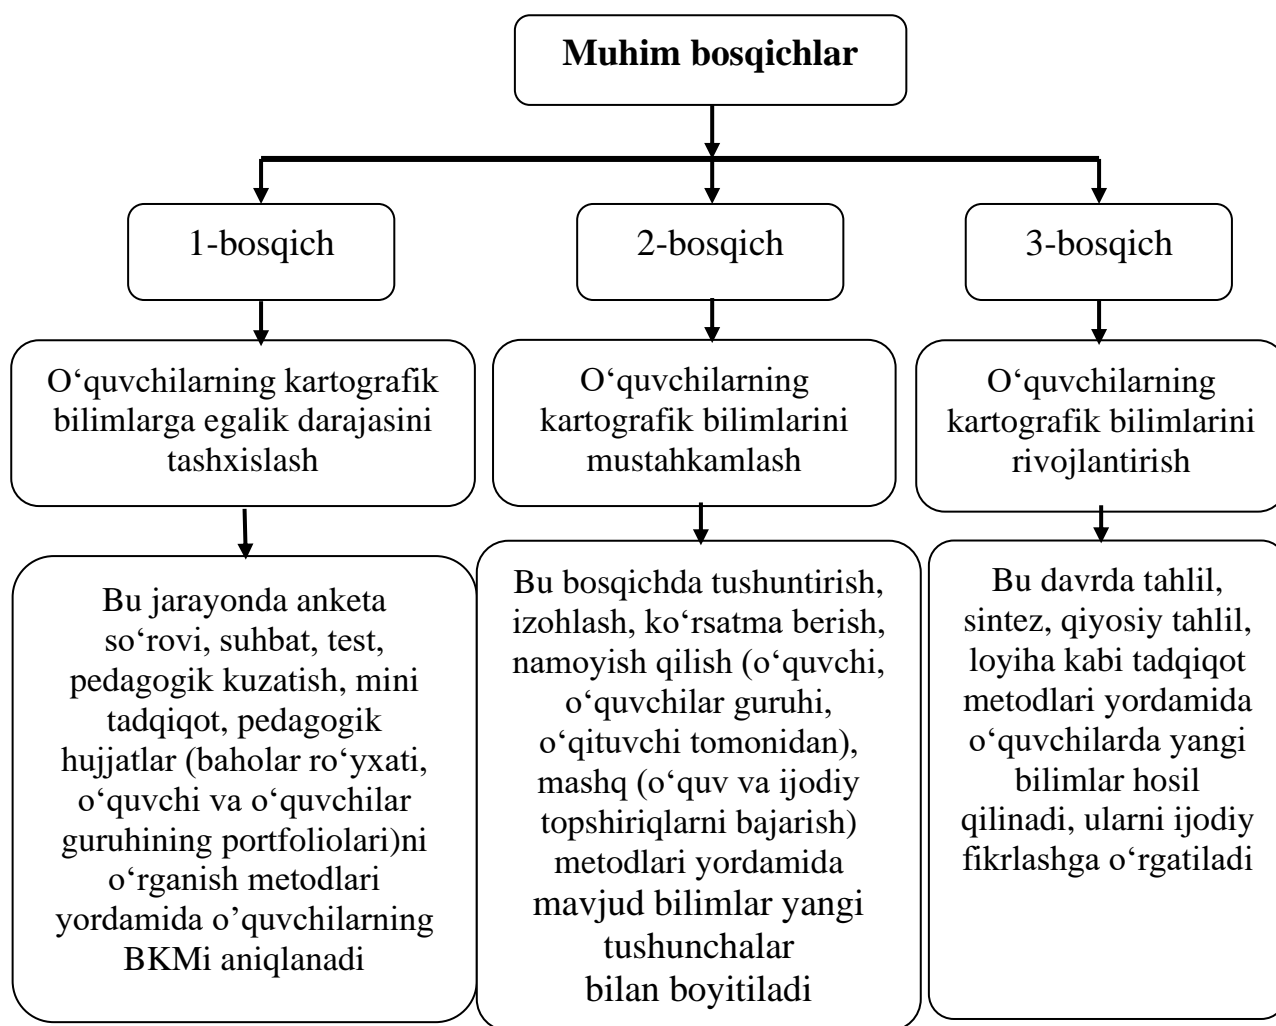 Muhim bosqichlar
1-bosqich
2-bosqich
3-bosqich
O‘quvchilarning kartografik
bilimlarga egalik darajasini
tashxislash
O‘quvchilarning
kartografik bilimlarini
mustahkamlash
O‘quvchilarning
kartografik bilimlarini
rivojlantirish
Bu jarayonda anketa
so‘rovi, suhbat, test,
pedagogik kuzatish, mini
tadqiqot, pedagogik
hujjatlar (baholar ro‘yxati,
o‘quvchi va o‘quvchilar
guruhining portfoliolari)ni
o‘rganish metodlari
yordamida o’quvchilarning
BKMi aniqlanadi
Bu bosqichda tushuntirish,
izohlash, ko‘rsatma berish,
namoyish qilish (o‘quvchi,
o‘quvchilar guruhi,
o‘qituvchi tomonidan),
mashq (o‘quv va ijodiy
topshiriqlarni bajarish)
metodlari yordamida
mavjud bilimlar yangi
tushunchalar
bilan boyitiladi
Bu davrda tahlil,
sintez, qiyosiy tahlil,
loyiha kabi tadqiqot
metodlari yordamida
o‘quvchilarda yangi
bilimlar hosil
qilinadi, ularni ijodiy
fikrlashga o‘rgatiladi